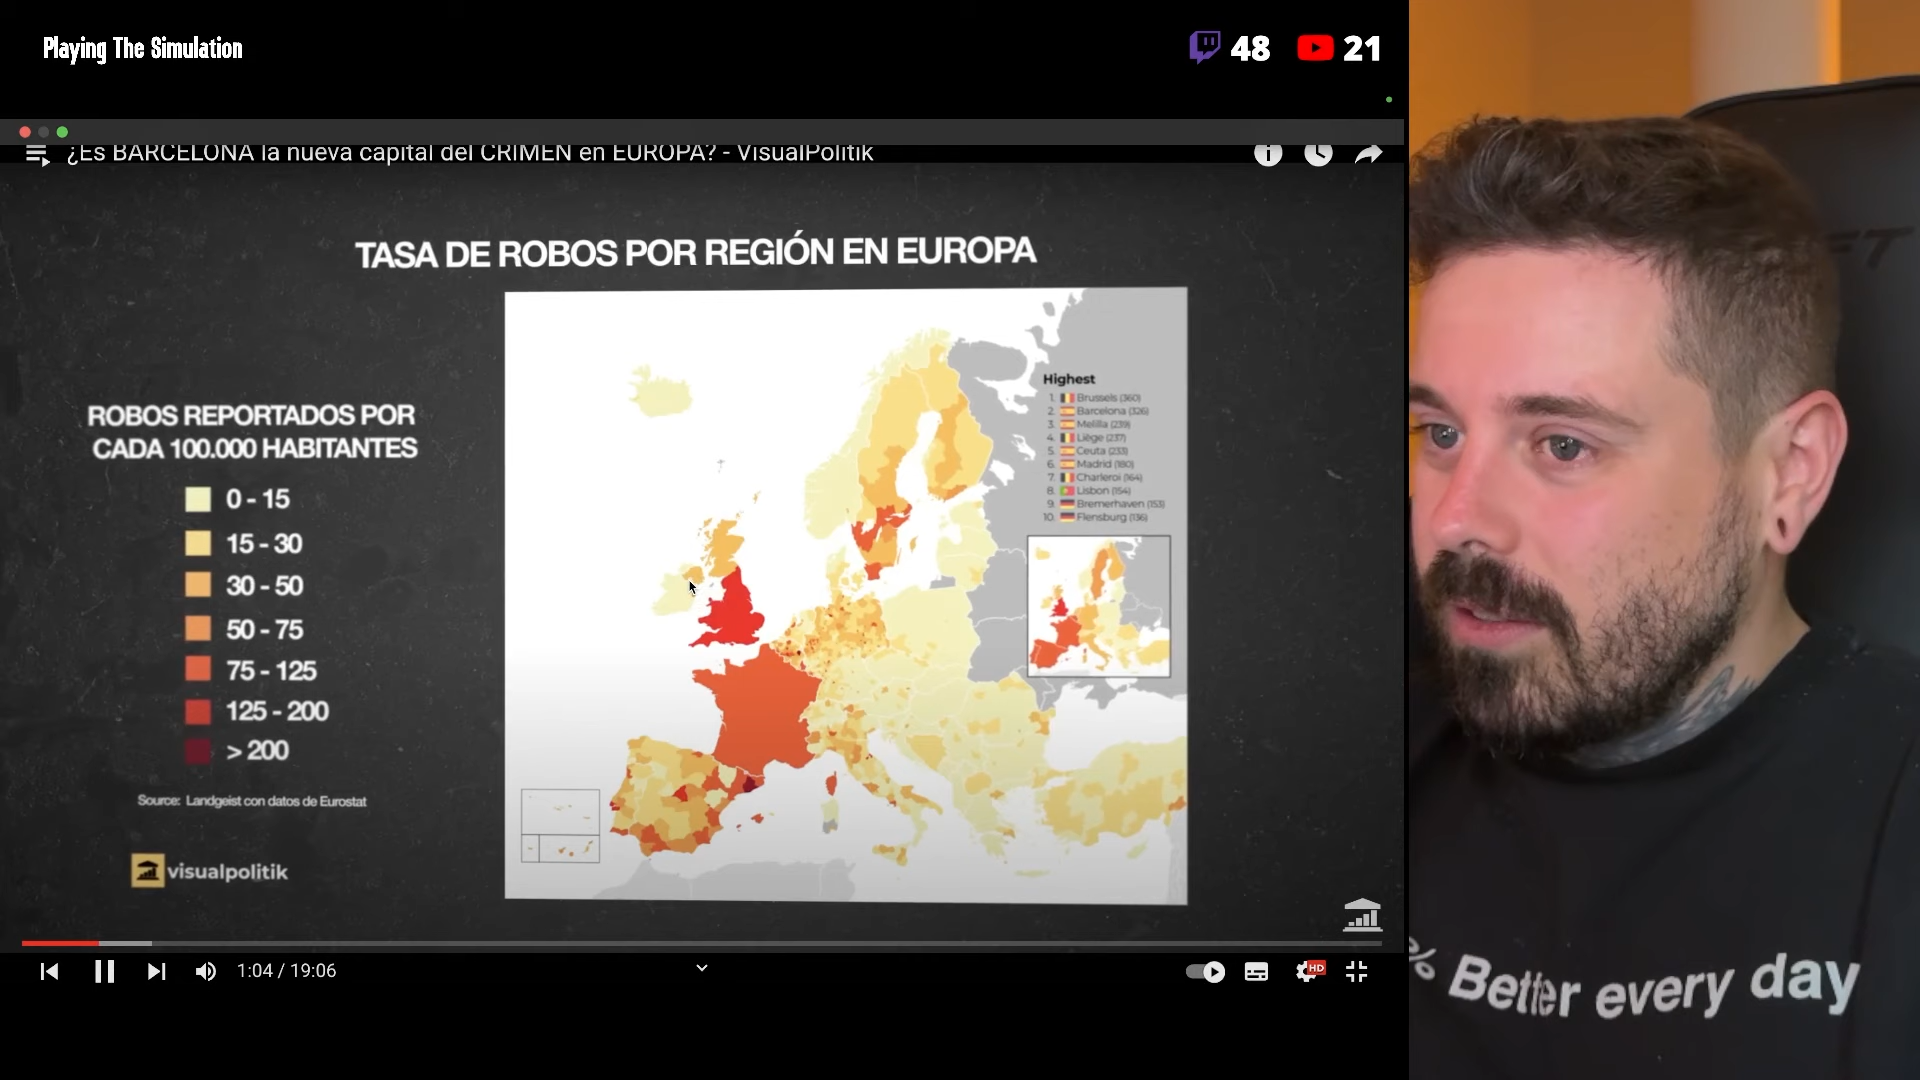 Playing The Simulation
48
21
¿Es BARCELONA la nueva capital del CRIMEN en EUROPA? - VisualPolitik
TASA DE ROBOS POR REGIÓN EN EUROPA
ROBOS REPORTADOS POR
CADA 100.000 HABITANTES
0 - 15
15 - 30
30 - 50
50 - 75
75 - 125
125 - 200
> 200
Source: Landgeist con datos de Eurostat
visualpolitik
Highest
1. Brussels (360)
2. Barcelona (326)
3. Melilla (239)
4. Liège (237)
5. Ceuta (233)
6. Madrid (180)
7. Charleroi (164)
8. Lisbon (154)
9. Bremerhaven (153)
10. Flensburg (136)
1:04 / 19:06
HD
% Better every day